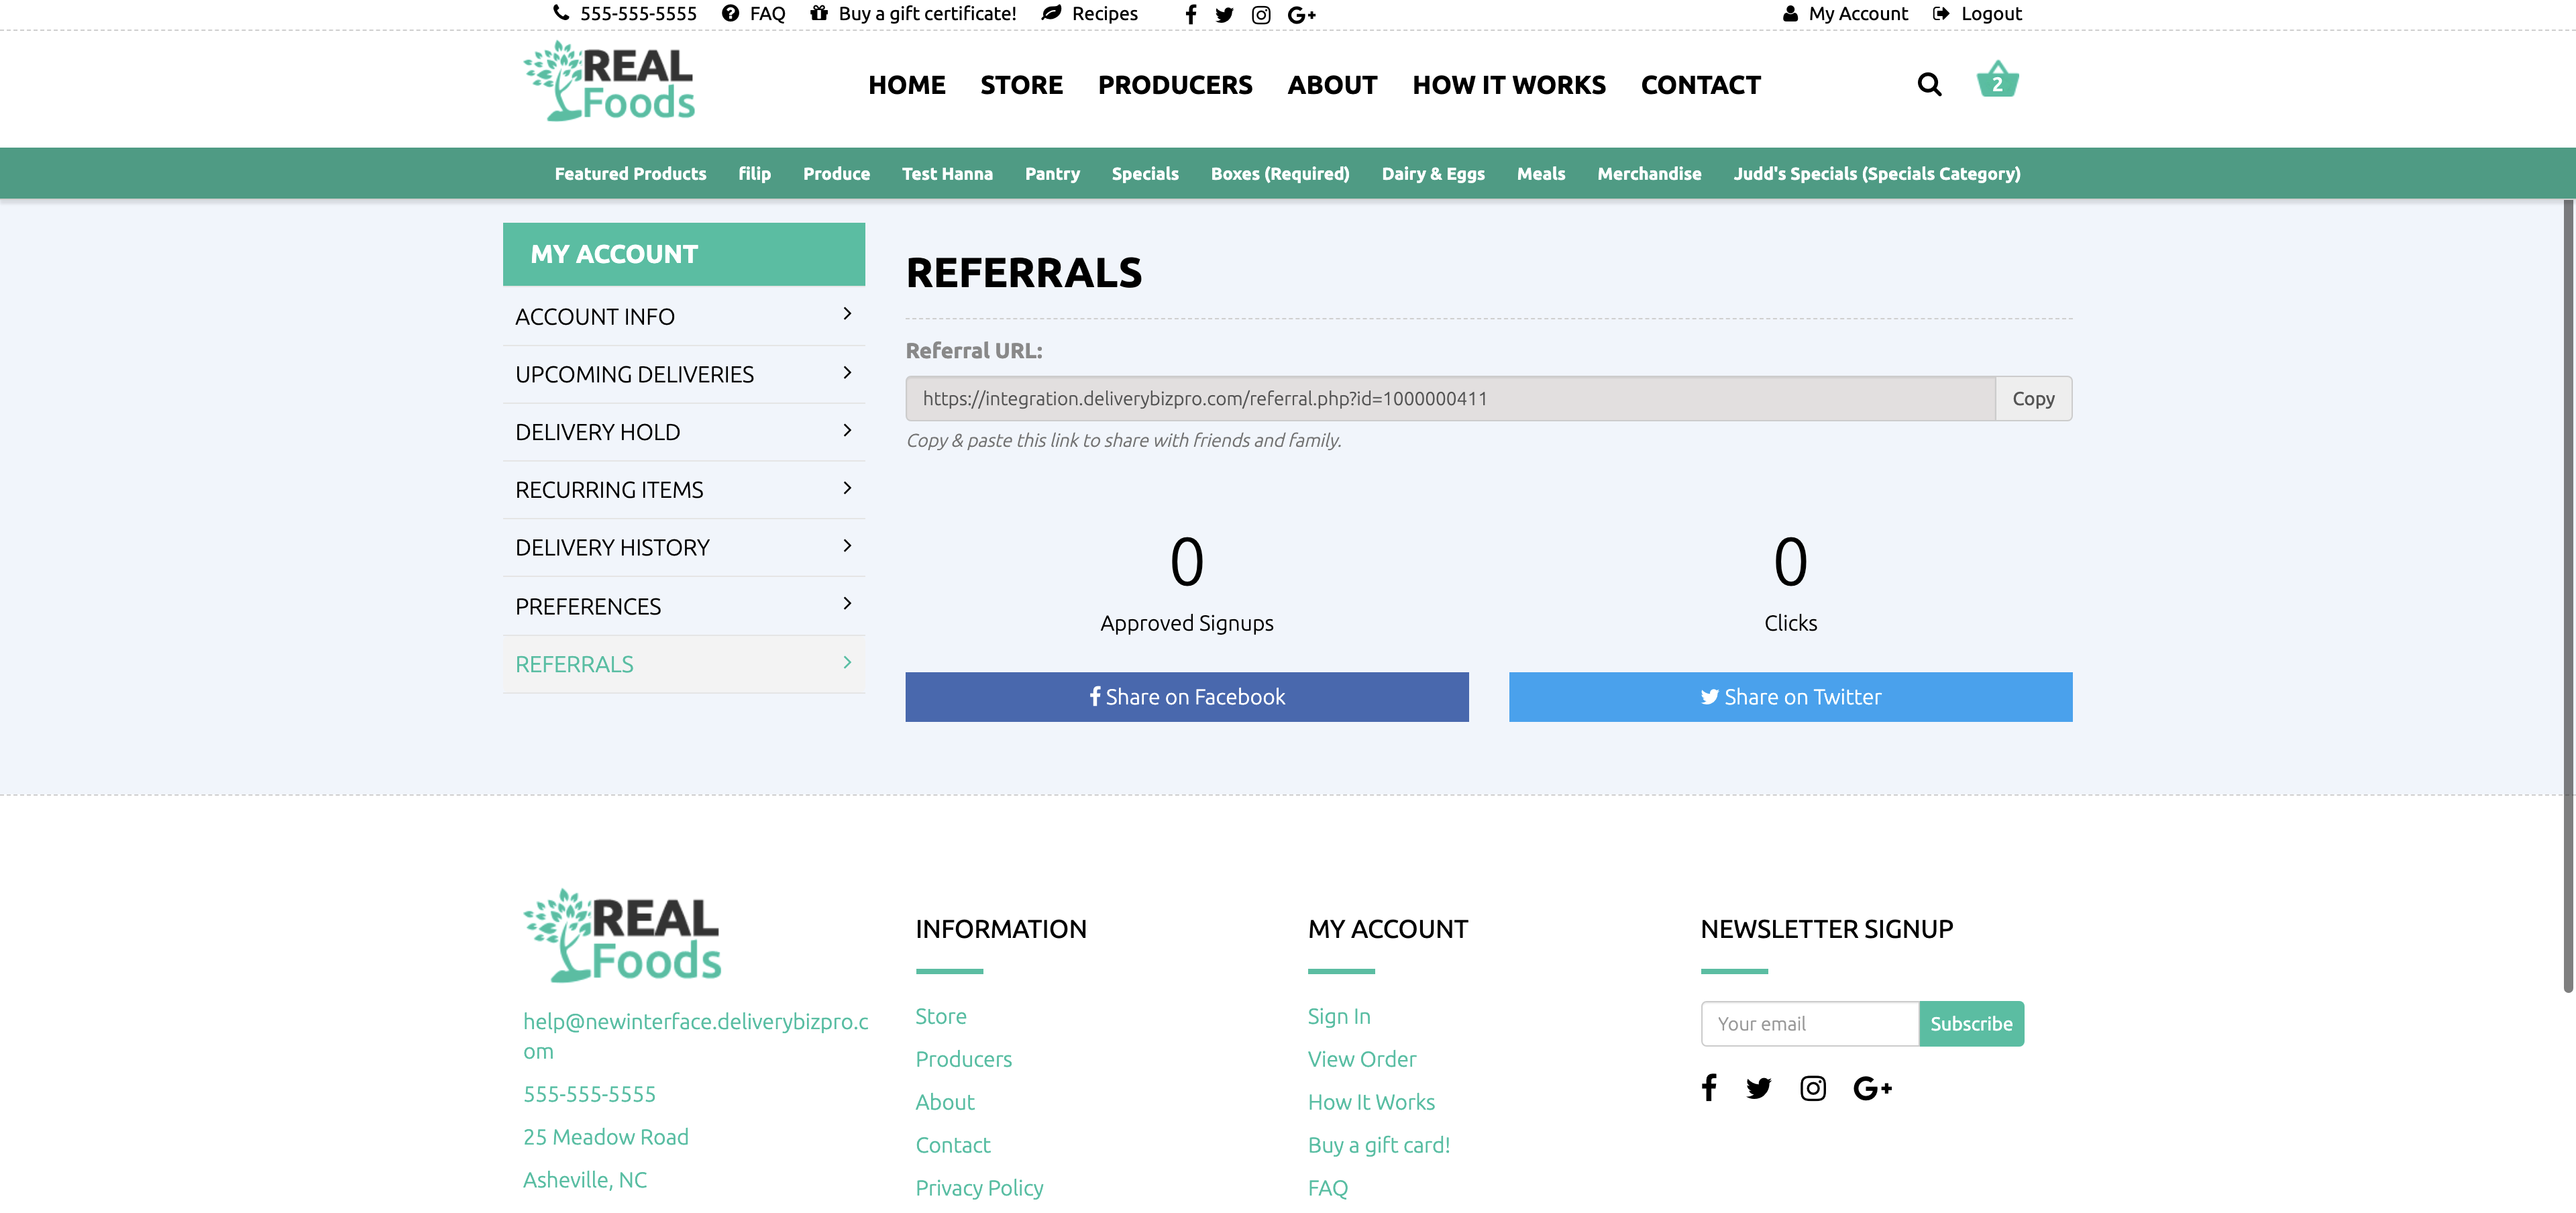 555-555-5555 FAQ Buy a gift certificate! Recipes G+ My Account Logout
REAL
Foods
HOME STORE PRODUCERS ABOUT HOW IT WORKS CONTACT 2
Featured Products filip Produce Test Hanna Pantry Specials Boxes (Required) Dairy & Eggs Meals Merchandise Judd's Specials (Specials Category)
MY ACCOUNT
ACCOUNT INFO
UPCOMING DELIVERIES
DELIVERY HOLD
RECURRING ITEMS
DELIVERY HISTORY
PREFERENCES
REFERRALS
REFERRALS
Referral URL:
https://integration.deliverybizpro.com/referral.php?id=1000000411 Copy
Copy & paste this link to share with friends and family.
0
Approved Signups
0
Clicks
Share on Facebook
Share on Twitter
REAL
Foods
help@newinterface.deliverybizpro.c
om
555-555-5555
25 Meadow Road
Asheville, NC
INFORMATION
Store
Producers
About
Contact
Privacy Policy
MY ACCOUNT
Sign In
View Order
How It Works
Buy a gift card!
FAQ
NEWSLETTER SIGNUP
Your email Subscribe
G+